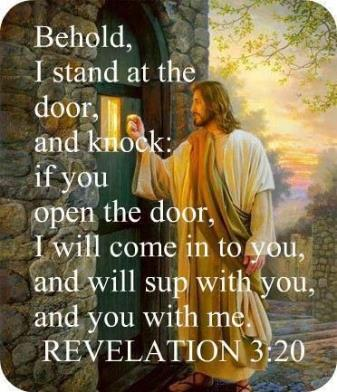 Behold,
I stand at the
door,
and knock:
if you
open the door,
I will come in to you,
and will sup with you,
and you with me.
REVELATION 3:20